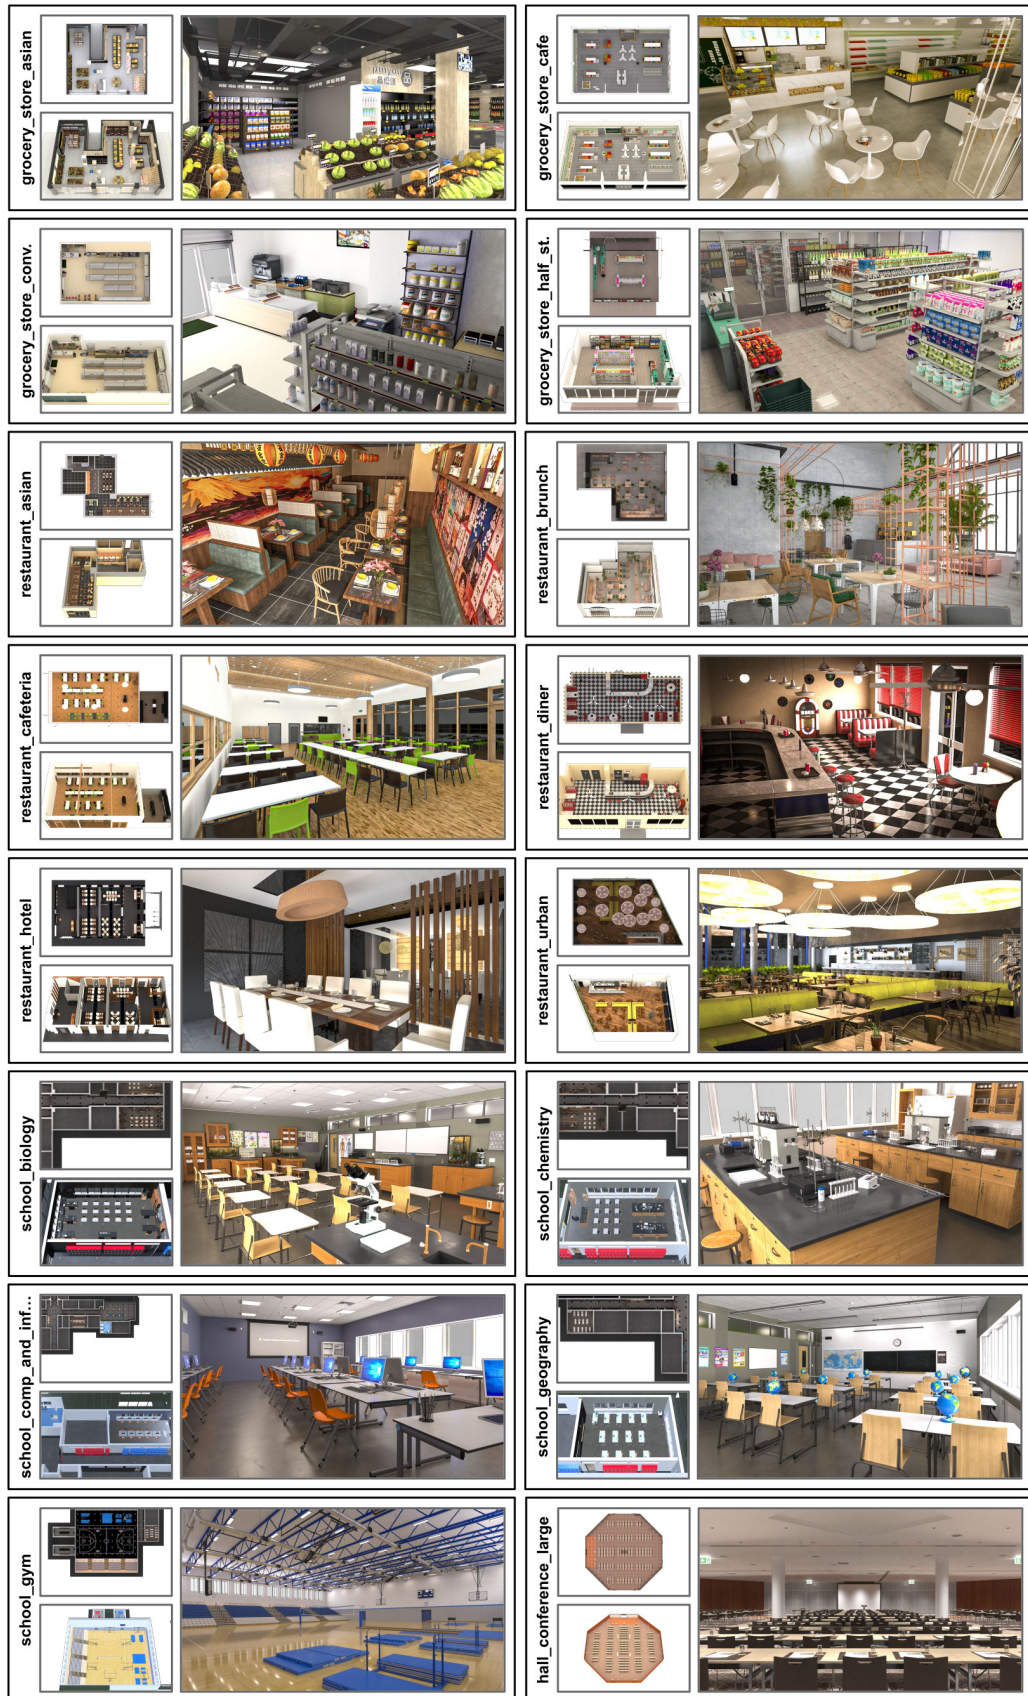 grocery_store_asian
grocery_store_cafe
grocery_store_conv.
grocery_store_half_st.
restaurant_asian
restaurant_brunch
restaurant_cafeteria
restaurant_diner
restaurant_hotel
restaurant_urban
school_biology
school_chemistry
school_comp_and_inf...
school_geography
school_gym
hall_conference_large